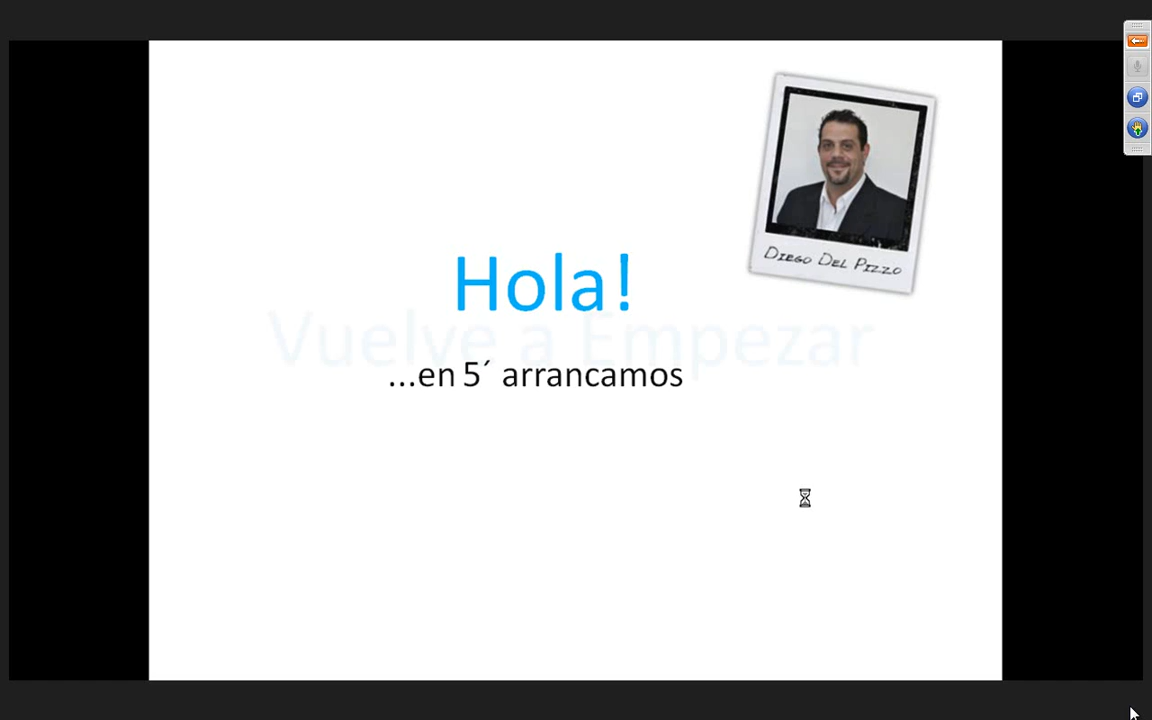 DIEGO DEL PIZZO
Hola!
Vuelve a Empezar
...en 5´ arrancamos